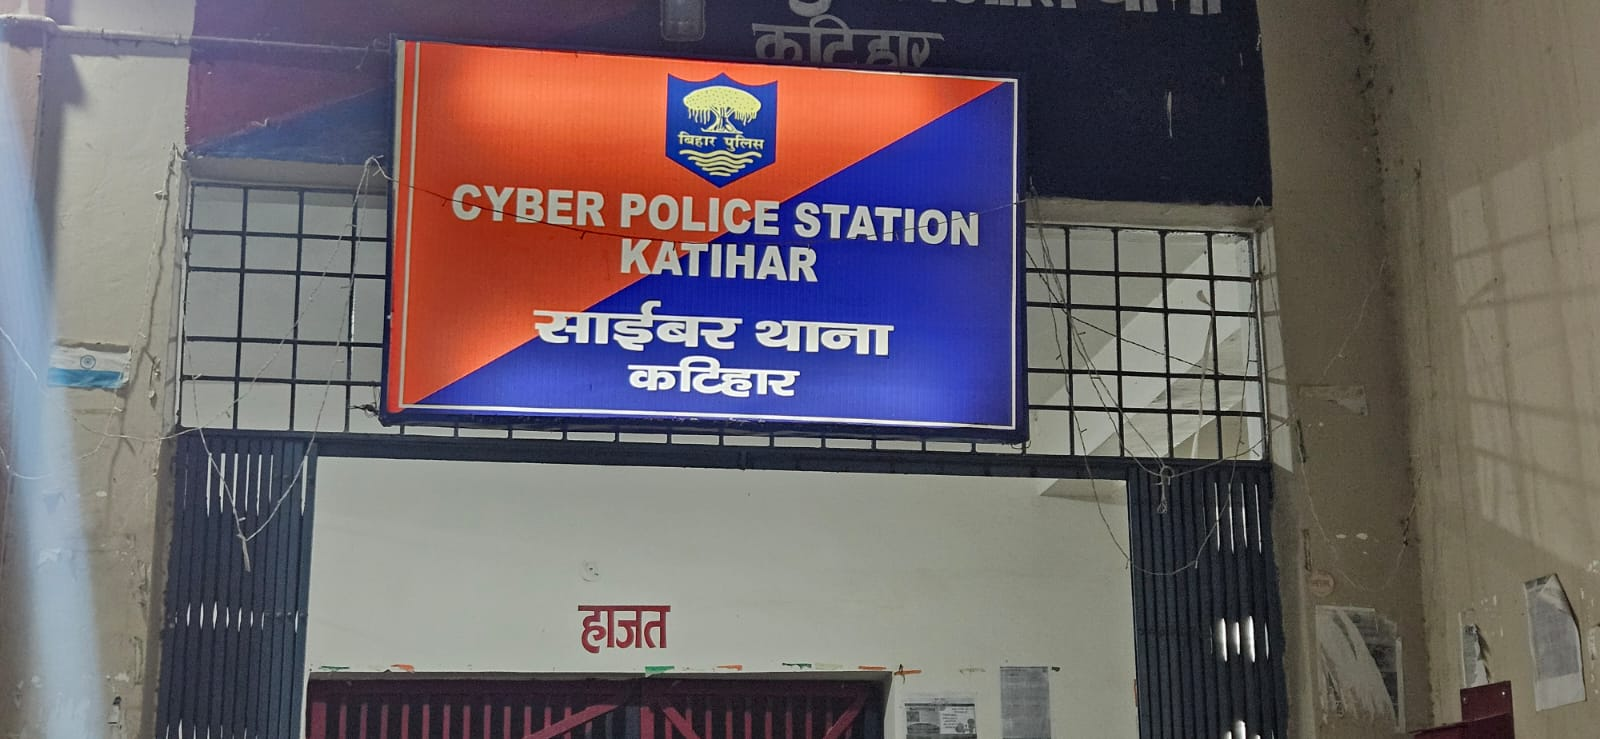 कटिहार
बिहार पुलिस
CYBER POLICE STATION
KATIHAR
साईबर थाना
कटिहार
हाजत